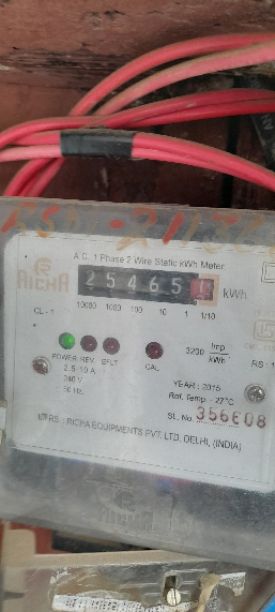 A.C. 1 Phase 2 Wire Static kWh Meter
RICHA
25465
kWh
10000 1000 100 10 1 1/10
CL - 1
POWER REV. EFLT CAL
3200 Imp/kWh
2.5-10 A
240 V
50 Hz.
YEARS : 2015
Ref. Temp. - 27°C
SL. No.
MFRS : RICHA EQUIPMENTS PVT. LTD. DELHI, (INDIA)